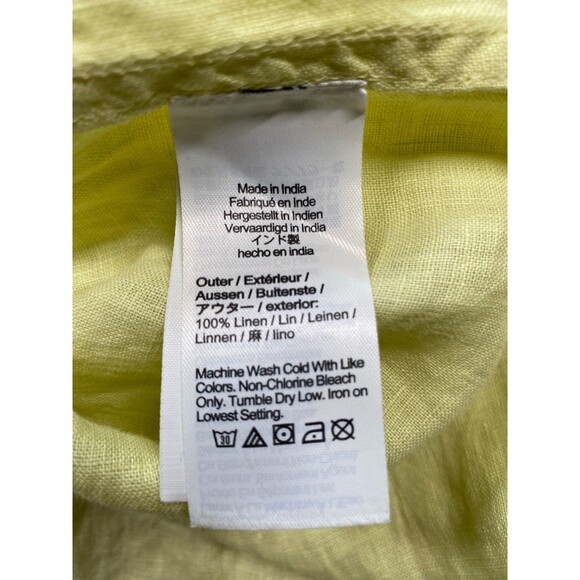 Made in India
Fabriqué en Inde
Hergestellt in Indien
Vervaardigd in India
インド製
hecho en india
Outer / Extérieur /
Aussen / Buitenste /
アウター / exterior:
100% Linen / Lin / Leinen /
Linnen / 麻 / lino
Machine Wash Cold With Like
Colors. Non-Chlorine Bleach
Only. Tumble Dry Low. Iron on
Lowest Setting.
30